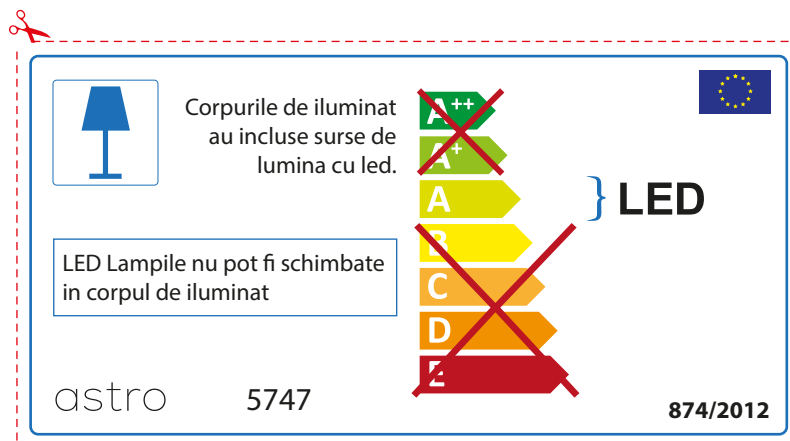 Corpurile de iluminat
au incluse surse de
lumina cu led.
A++
A+
A
B
C
D
E
LED
LED Lampile nu pot fi schimbate
in corpul de iluminat
astro
5747
874/2012